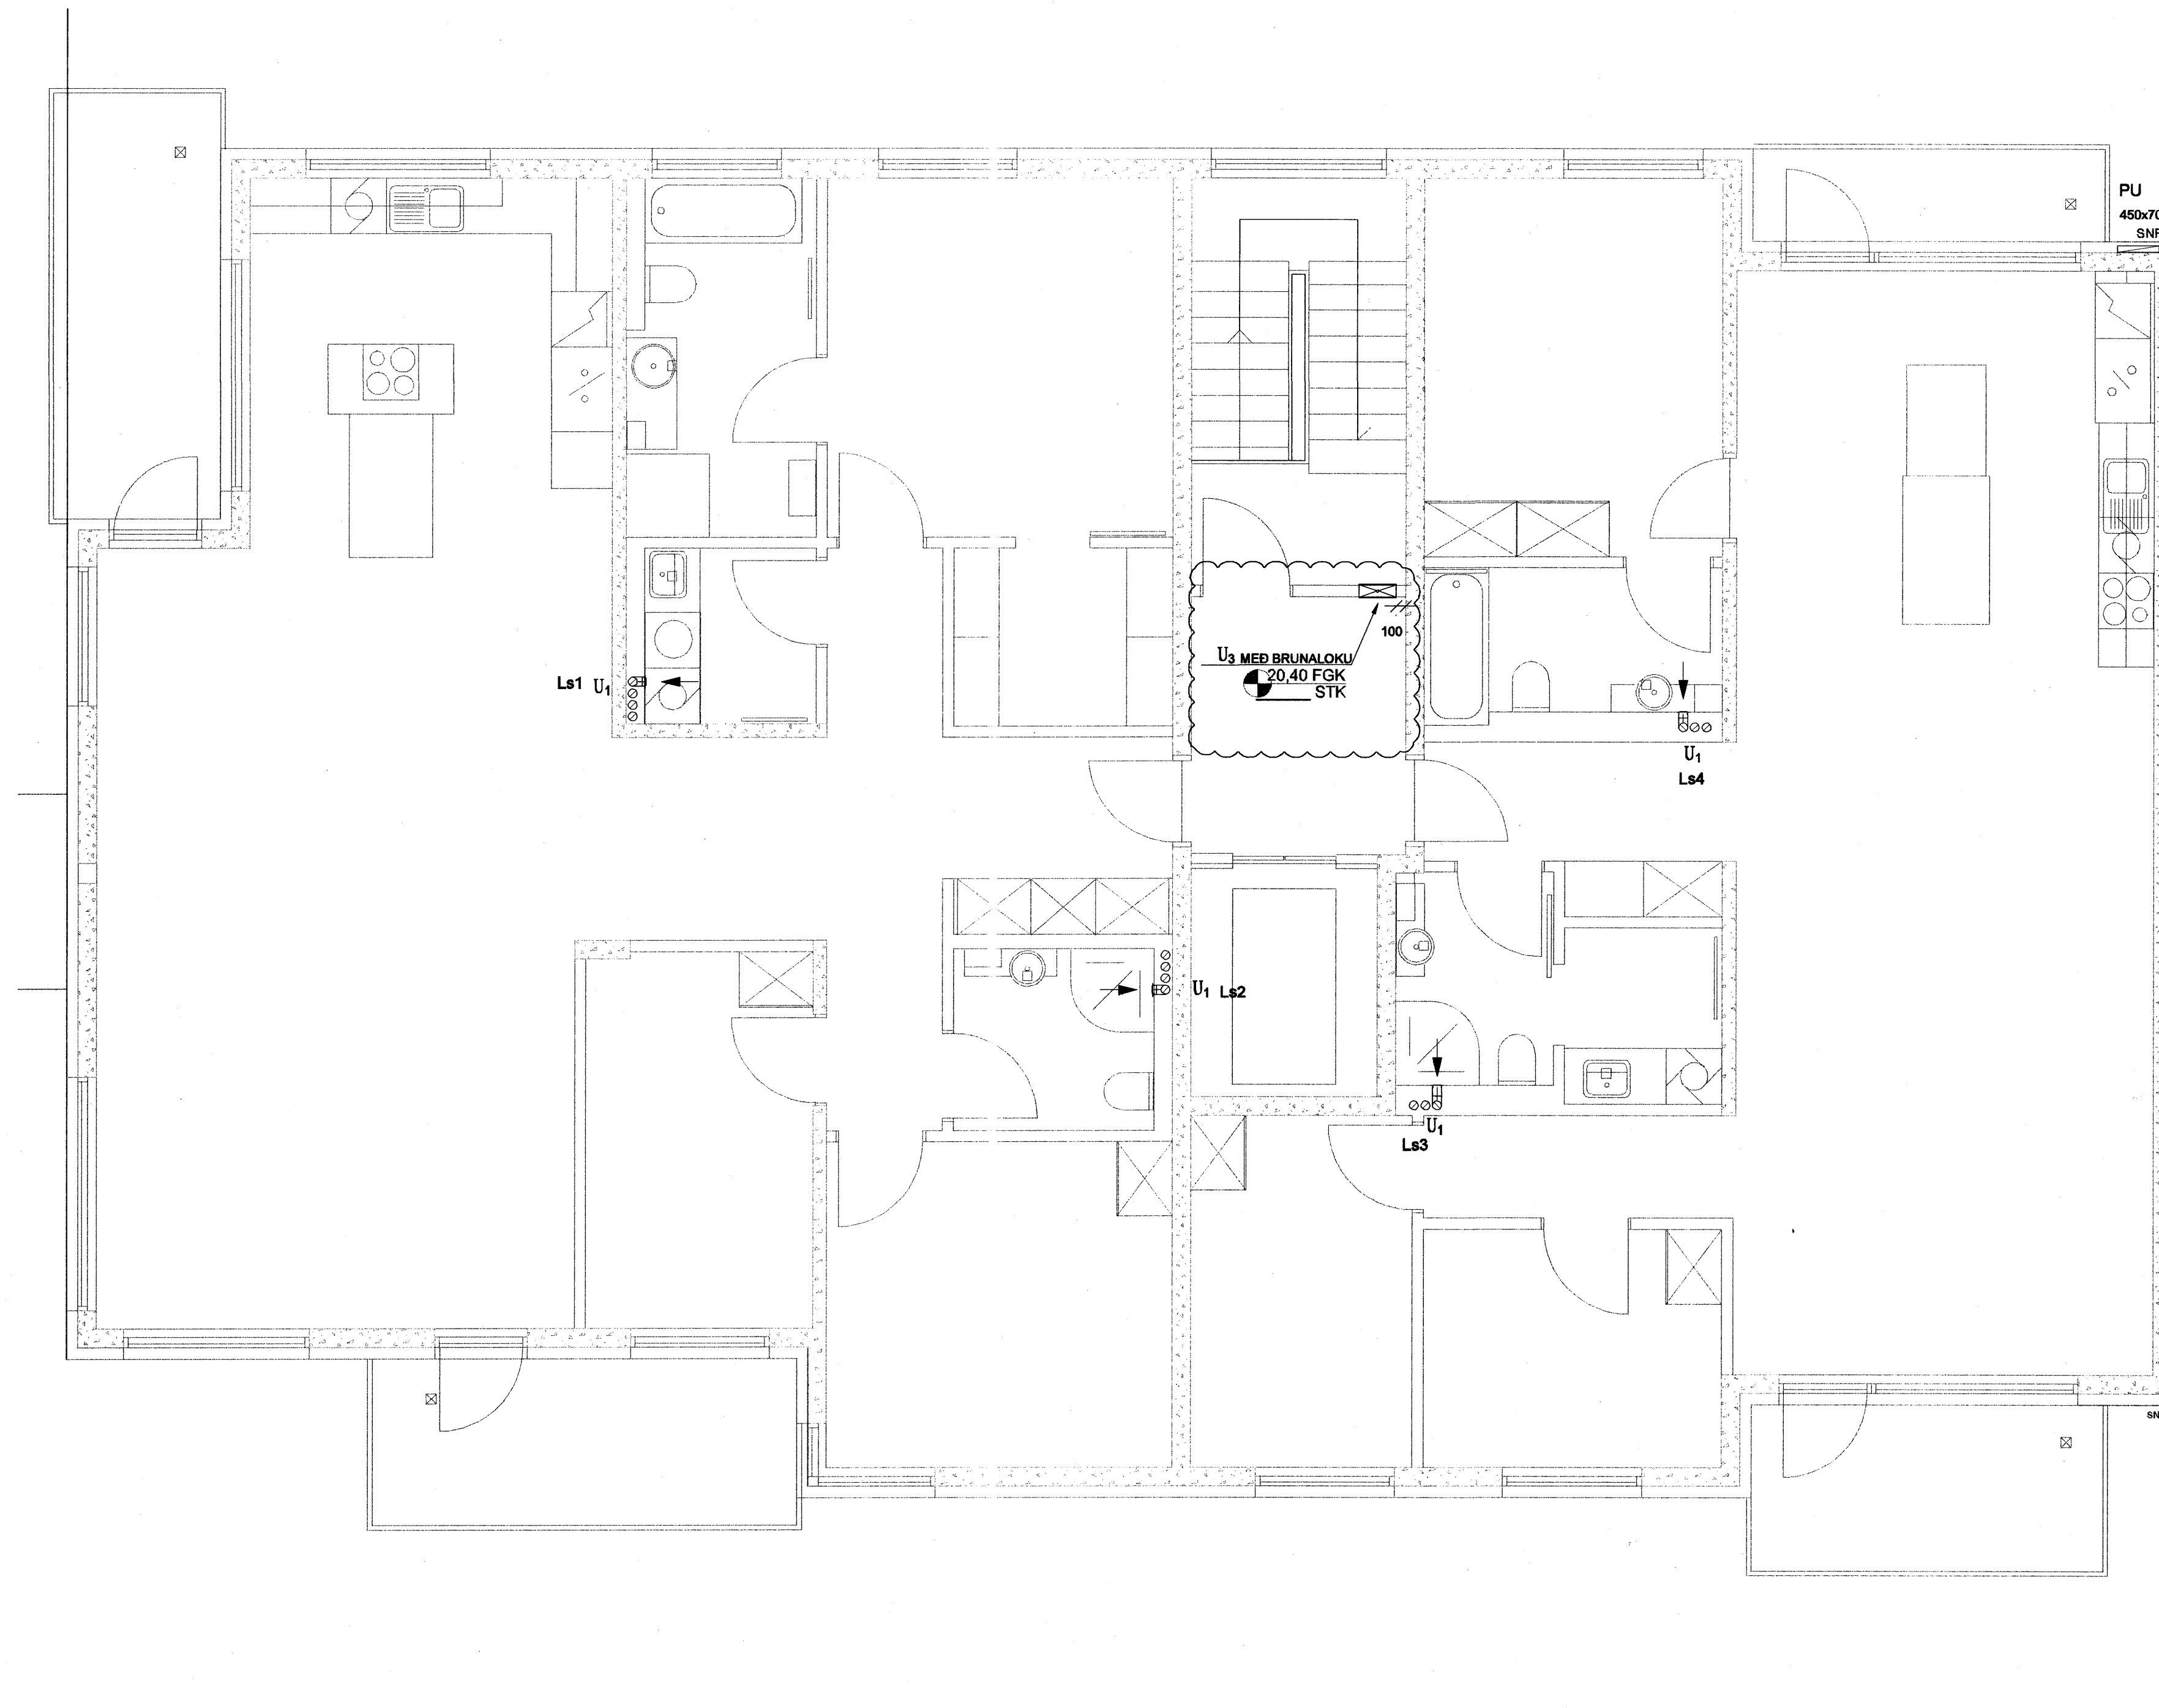 PU
450x70
SNF
100
U3 MEÐ BRUNALOKU
20,40 FGK
STK
Ls1 U1
U1
Ls4
U1 Ls2
U1
Ls3
SN